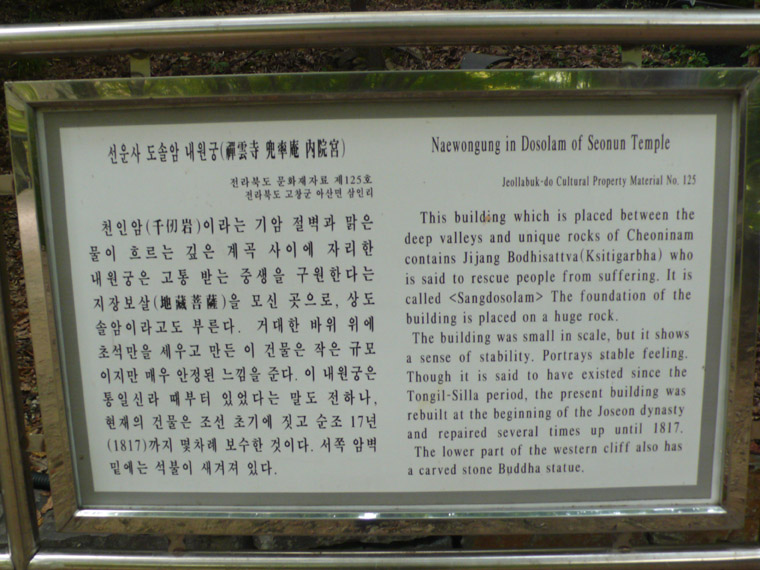 선운사 도솔암 내원궁(禪雲寺 兜率庵 內院宮)
전라북도 문화재자료 제125호
전라북도 고창군 아산면 삼인리
천인암(千仞岩)이라는 기암 절벽과 맑은
물이 흐르는 깊은 계곡 사이에 자리한
내원궁은 고통 받는 중생을 구원한다는
지장보살(地藏菩薩)을 모신 곳으로, 상도
솔암이라고도 부른다. 거대한 바위 위에
초석만을 세우고 만든 이 건물은 작은 규모
이지만 매우 안정된 느낌을 준다. 이 내원궁은
통일신라 때부터 있었다는 말도 전하나,
현재의 건물은 조선 초기에 짓고 순조 17년
(1817)까지 몇차례 보수한 것이다. 서쪽 암벽
밑에는 석불이 새겨져 있다.
Naewongung in Dosolam of Seonun Temple
Jeollabuk-do Cultural Property Material No. 125
This building which is placed between the
deep valleys and unique rocks of Cheoninam
contains Jijang Bodhisattva(Ksitigarbha) who
is said to rescue people from suffering. It is
called <Sangdosolam> The foundation of the
building is placed on a huge rock.
The building was small in scale, but it shows
a sense of stability. Portrays stable feeling.
Though it is said to have existed since the
Tongil-Silla period, the present building was
rebuilt at the beginning of the Joseon dynasty
and repaired several times up until 1817.
The lower part of the western cliff also has
a carved stone Buddha statue.